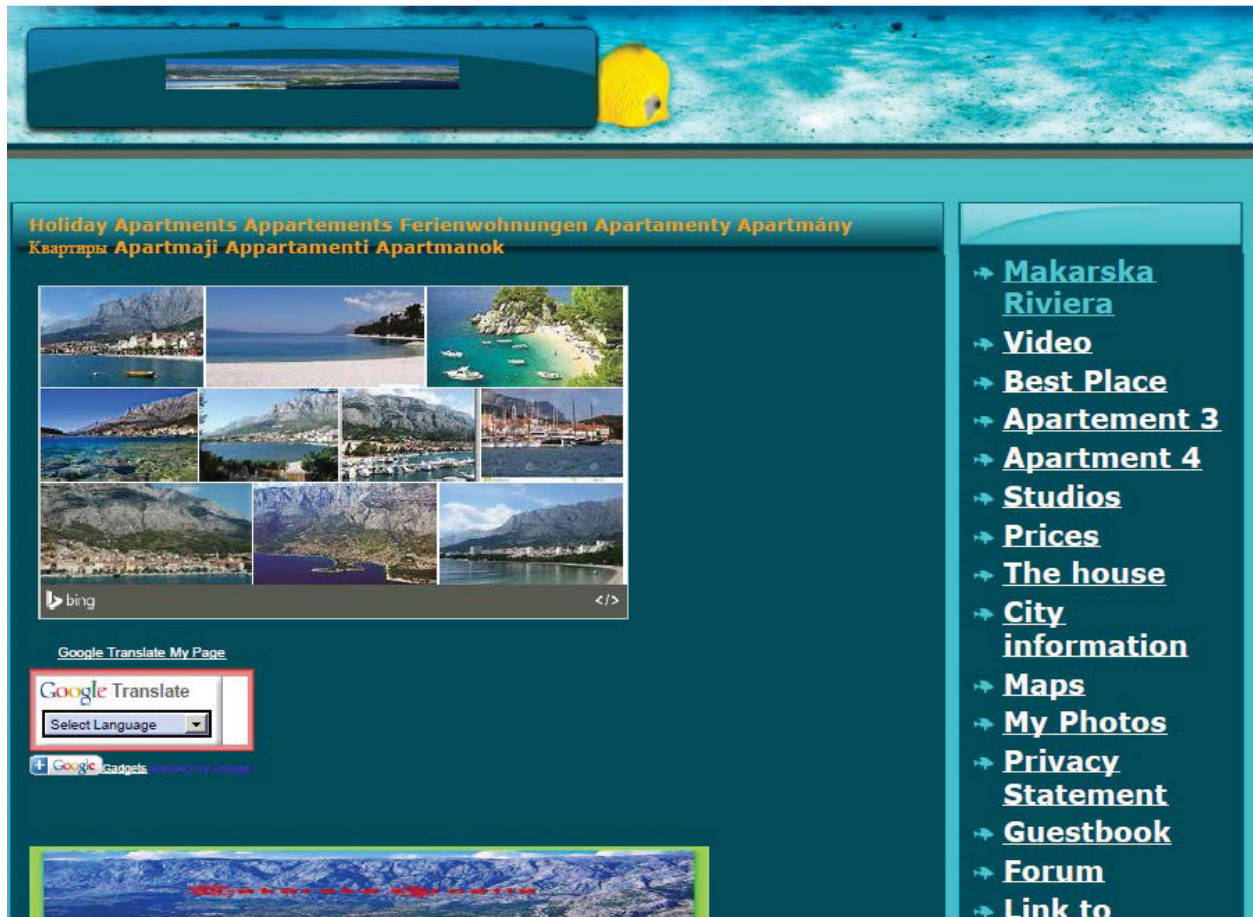 Holiday Apartments Appartements Ferienwohnungen Apartamenty Apartmány
Квартиры Apartmaji Appartamenti Apartmanok
bing
</>
Google Translate My Page
Google Translate
Select Language
Google Gadgets
Makarska
Riviera
Video
Best Place
Apartement 3
Apartment 4
Studios
Prices
The house
City
information
Maps
My Photos
Privacy
Statement
Guestbook
Forum
Link to